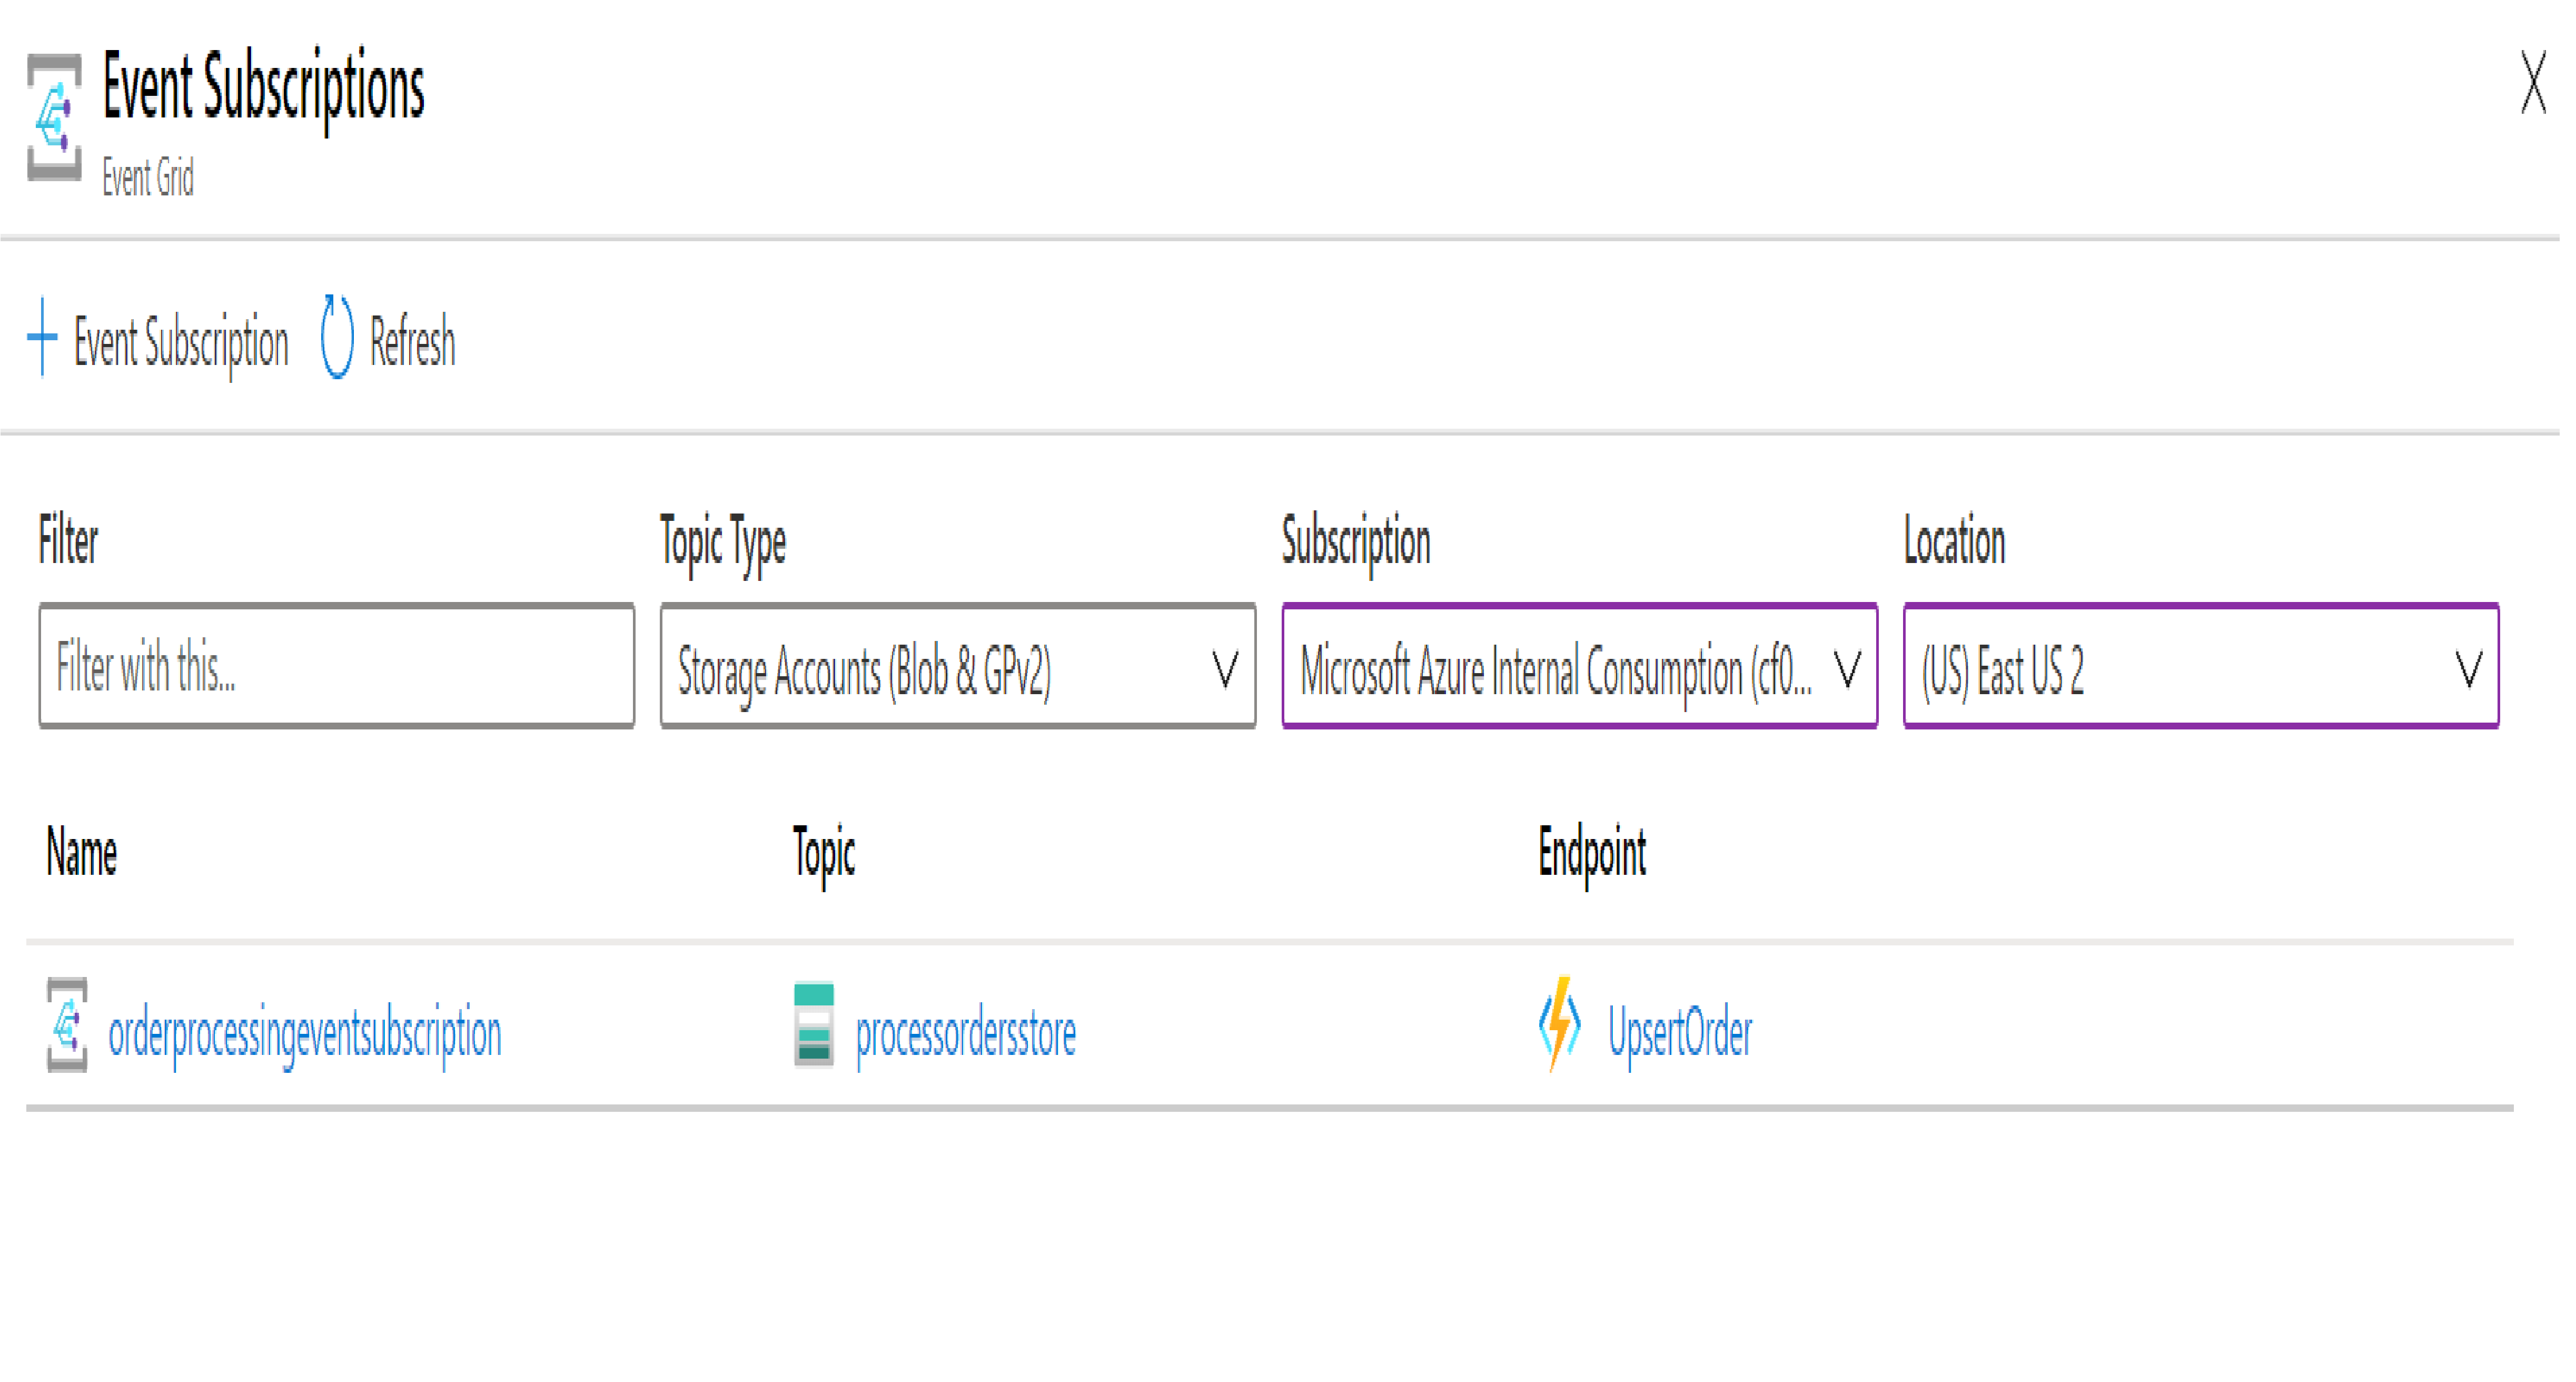 Event Subscriptions
Event Grid
Event Subscription Refresh
Filter Topic Type Subscription Location
Filter with this... Storage Accounts (Blob & GPv2) Microsoft Azure Internal Consumption (cf0... (US) East US 2
Name Topic Endpoint
orderprocessingeventsubscription processordersstore UpsertOrder